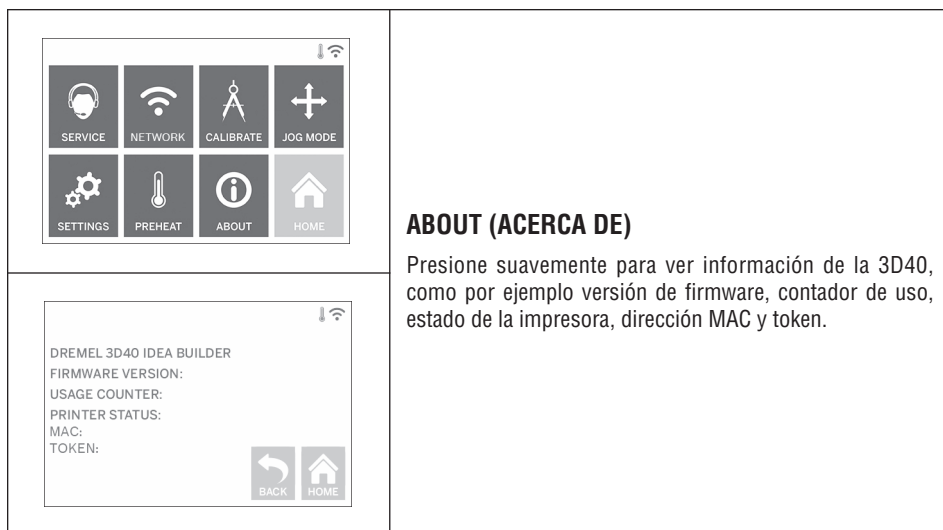 SERVICE NETWORK CALIBRATE JOG MODE
SETTINGS PREHEAT ABOUT HOME
DREMEL 3D40 IDEA BUILDER
FIRMWARE VERSION:
USAGE COUNTER:
PRINTER STATUS:
MAC:
TOKEN:
BACK HOME
ABOUT (ACERCA DE)
Presione suavemente para ver información de la 3D40,
como por ejemplo versión de firmware, contador de uso,
estado de la impresora, dirección MAC y token.